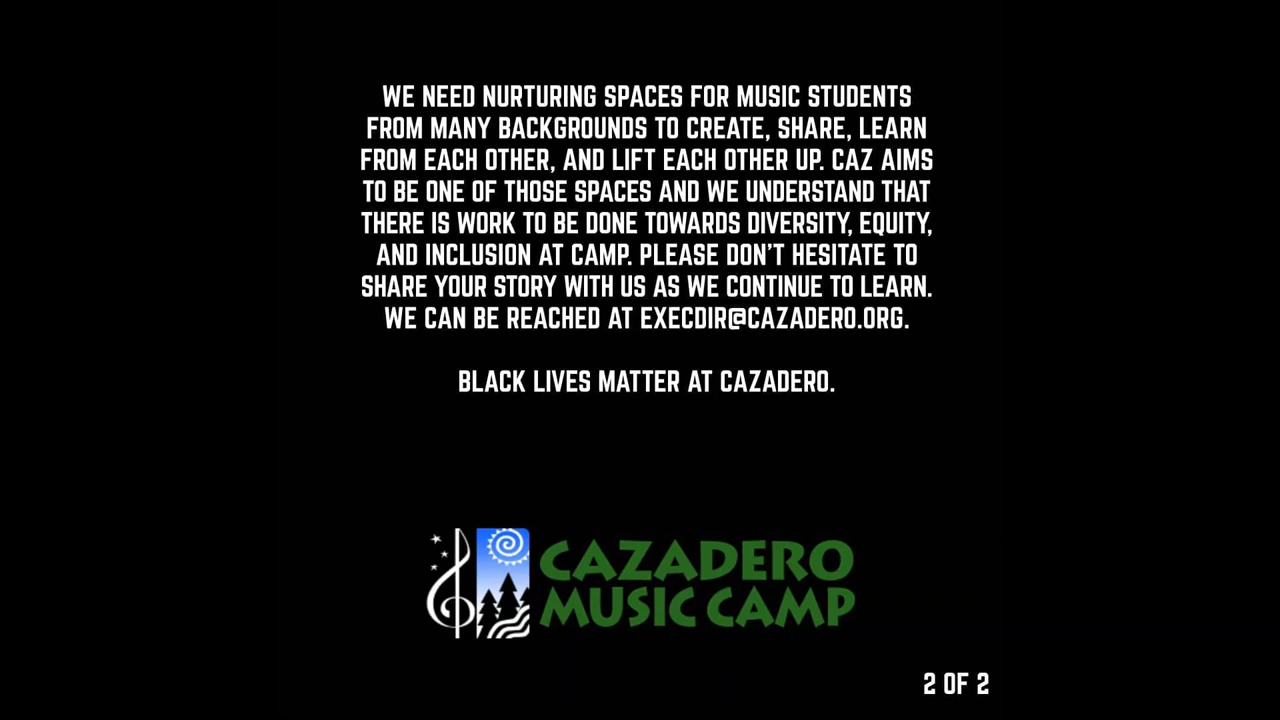 WE NEED NURTURING SPACES FOR MUSIC STUDENTS
FROM MANY BACKGROUNDS TO CREATE, SHARE, LEARN
FROM EACH OTHER, AND LIFT EACH OTHER UP. CAZ AIMS
TO BE ONE OF THOSE SPACES AND WE UNDERSTAND THAT
THERE IS WORK TO BE DONE TOWARDS DIVERSITY, EQUITY,
AND INCLUSION AT CAMP. PLEASE DON'T HESITATE TO
SHARE YOUR STORY WITH US AS WE CONTINUE TO LEARN.
WE CAN BE REACHED AT EXECDIR@CAZADERO.ORG.
BLACK LIVES MATTER AT CAZADERO.
CAZADERO
MUSIC CAMP
2 OF 2